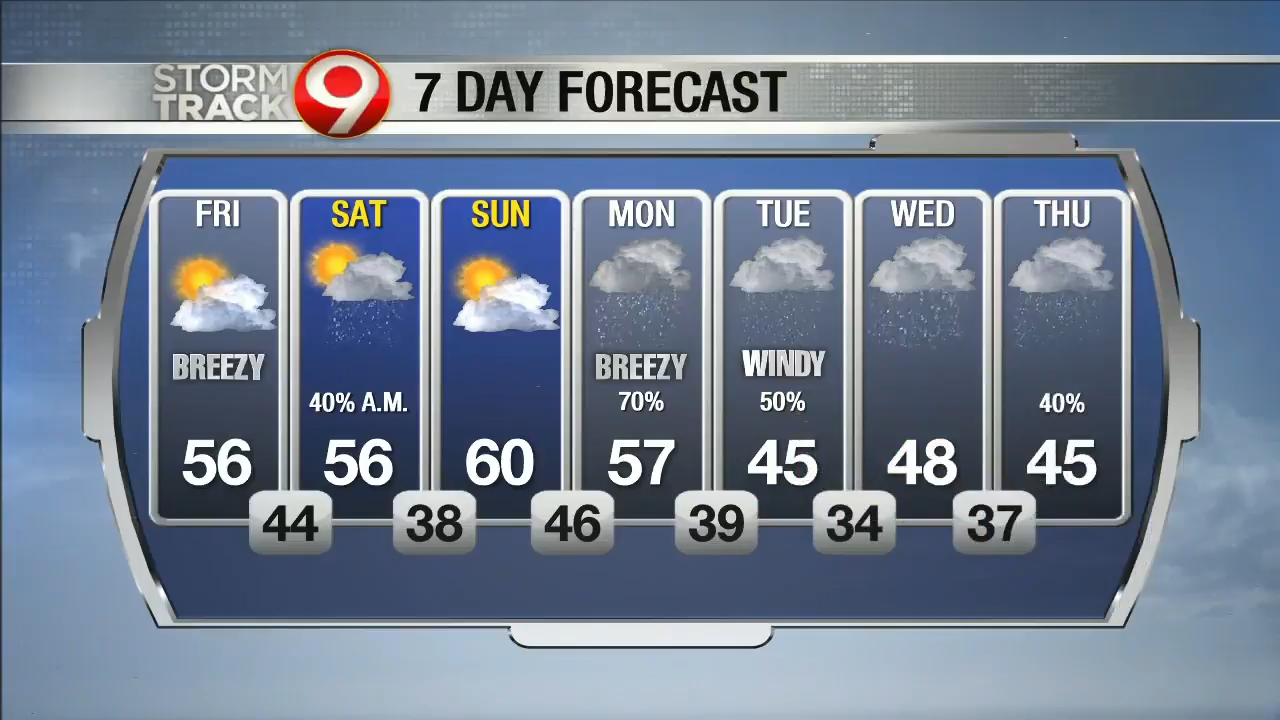 STORM
TRACK 9
7 DAY FORECAST
FRI
SAT
SUN
MON
TUE
WED
THU
BREEZY
BREEZY
WINDY
40% A.M.
70%
50%
40%
56
56
60
57
45
48
45
44
38
46
39
34
37